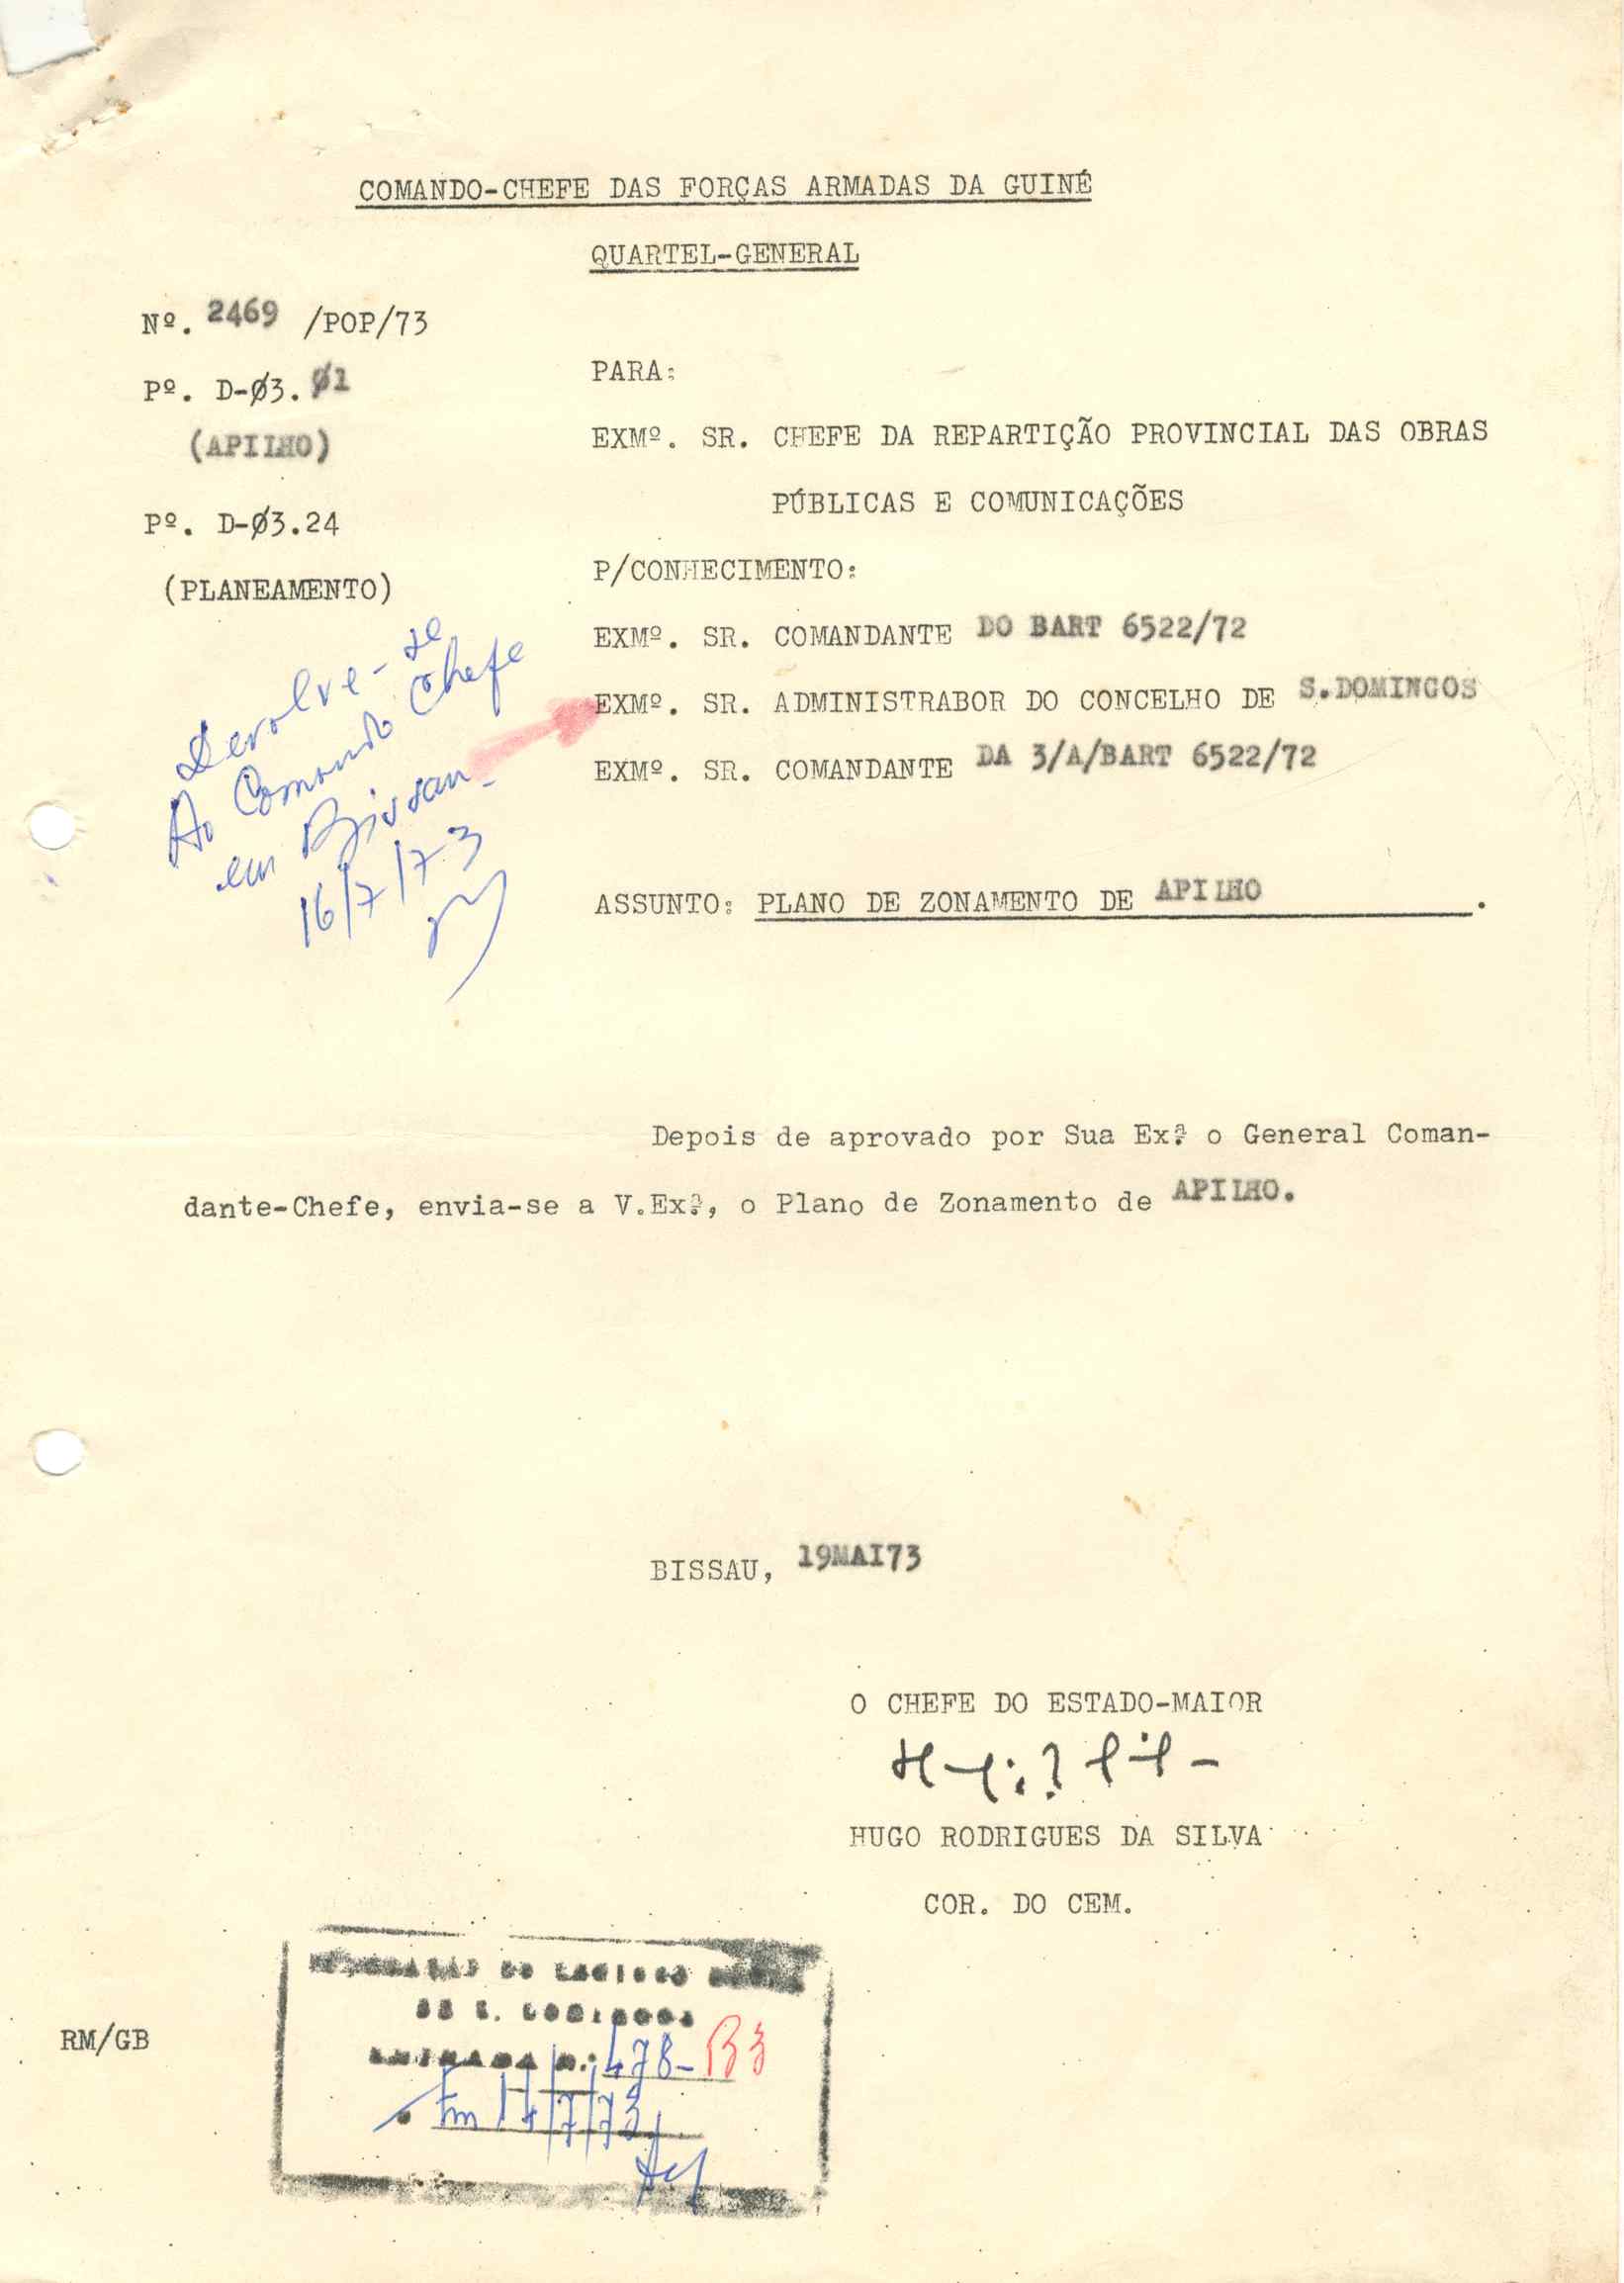 COMANDO-CHEFE DAS FORÇAS ARMADAS DA GUINÉ
QUARTEL-GENERAL
Nº. 2469 /POP/73
Pº. D-Ø3.Ø1
(APILHO)
Pº. D-Ø3.24
(PLANEAMENTO)
PARA:
EXMº. SR. CHEFE DA REPARTIÇÃO PROVINCIAL DAS OBRAS
PÚBLICAS E COMUNICAÇÕES
P/CONHECIMENTO:
EXMº. SR. COMANDANTE DO BART 6522/72
EXMº. SR. ADMINISTRABOR DO CONCELHO DE S.DOMINGOS
EXMº. SR. COMANDANTE DA 3/A/BART 6522/72
Devolve-se
Ao Comando Chefe
em Bissau-
16/7/73
ASSUNTO: PLANO DE ZONAMENTO DE APILHO.
Depois de aprovado por Sua Exª o General Coman-
dante-Chefe, envia-se a V.Exª, o Plano de Zonamento de APILHO.
BISSAU, 19MAI73
O CHEFE DO ESTADO-MAIOR
HUGO RODRIGUES DA SILVA
COR. DO CEM.
DE S. DOMINGOS
ENTRADA N.º 478-B3
Em 14/7/73
RM/GB